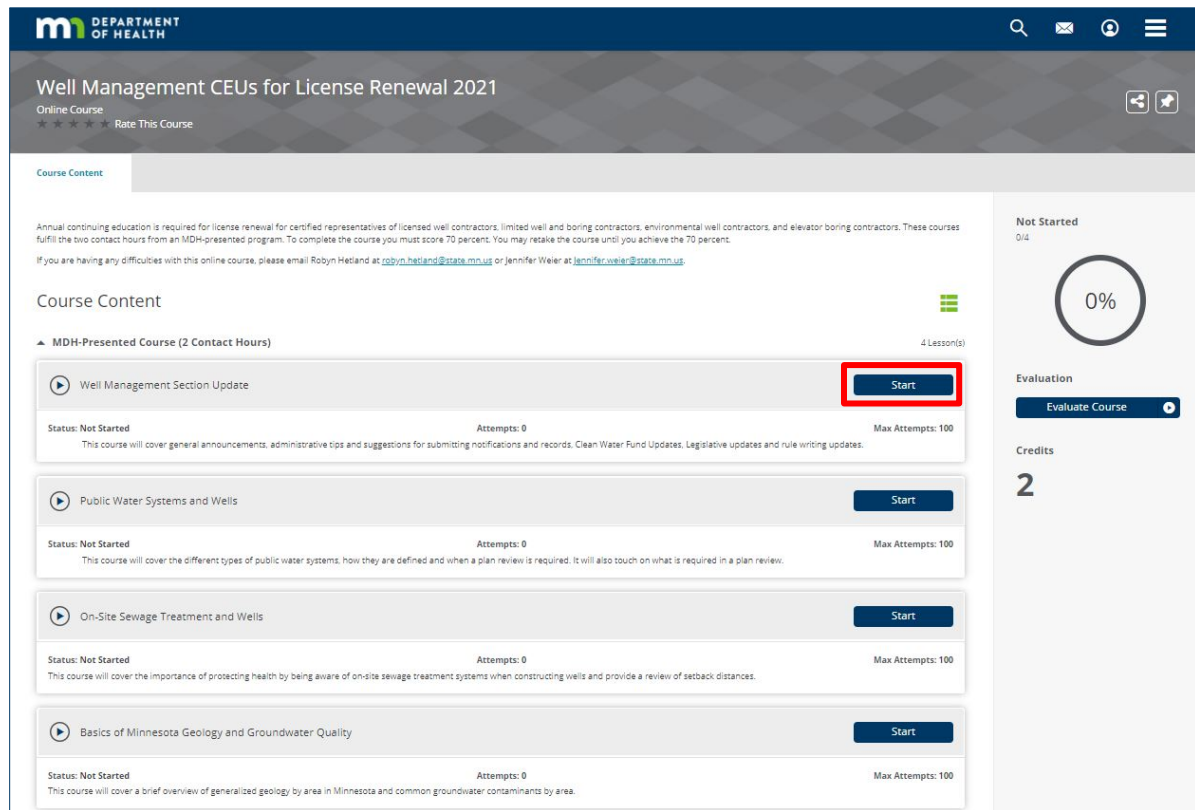 DEPARTMENT
OF HEALTH
Well Management CEUs for License Renewal 2021
Online Course
Rate This Course
Course Content
Annual continuing education is required for license renewal for certified representatives of licensed well contractors, limited well and boring contractors, environmental well contractors, and elevator boring contractors. These courses
fulfill the two contact hours from an MDH-presented program. To complete the course you must score 70 percent. You may retake the course until you achieve the 70 percent.
If you are having any difficulties with this online course, please email Robyn Hetland at robyn.hetland@state.mn.us or Jennifer Weier at jennifer.weier@state.mn.us.
Course Content
MDH-Presented Course (2 Contact Hours) 4 Lesson(s)
Well Management Section Update Start
Status: Not Started Attempts: 0 Max Attempts: 100
This course will cover general announcements, administrative tips and suggestions for submitting notifications and records, Clean Water Fund Updates, Legislative updates and rule writing updates.
Public Water Systems and Wells Start
Status: Not Started Attempts: 0 Max Attempts: 100
This course will cover the different types of public water systems, how they are defined and when a plan review is required. It will also touch on what is required in a plan review.
On-Site Sewage Treatment and Wells Start
Status: Not Started Attempts: 0 Max Attempts: 100
This course will cover the importance of protecting health by being aware of on-site sewage treatment systems when constructing wells and provide a review of setback distances.
Basics of Minnesota Geology and Groundwater Quality Start
Status: Not Started Attempts: 0 Max Attempts: 100
This course will cover a brief overview of generalized geology by area in Minnesota and common groundwater contaminants by area.
Not Started
0/4
0%
Evaluation
Evaluate Course
Credits
2